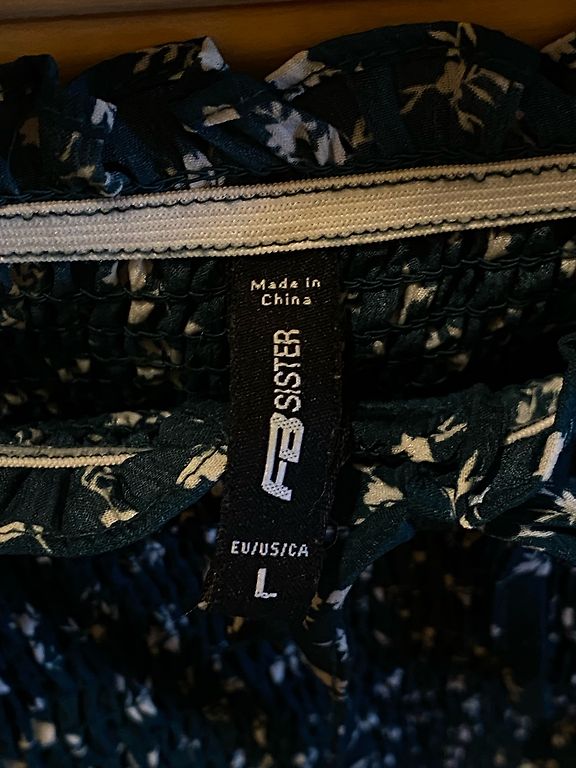 Made in
China
FB SISTER
EU/US/CA
L